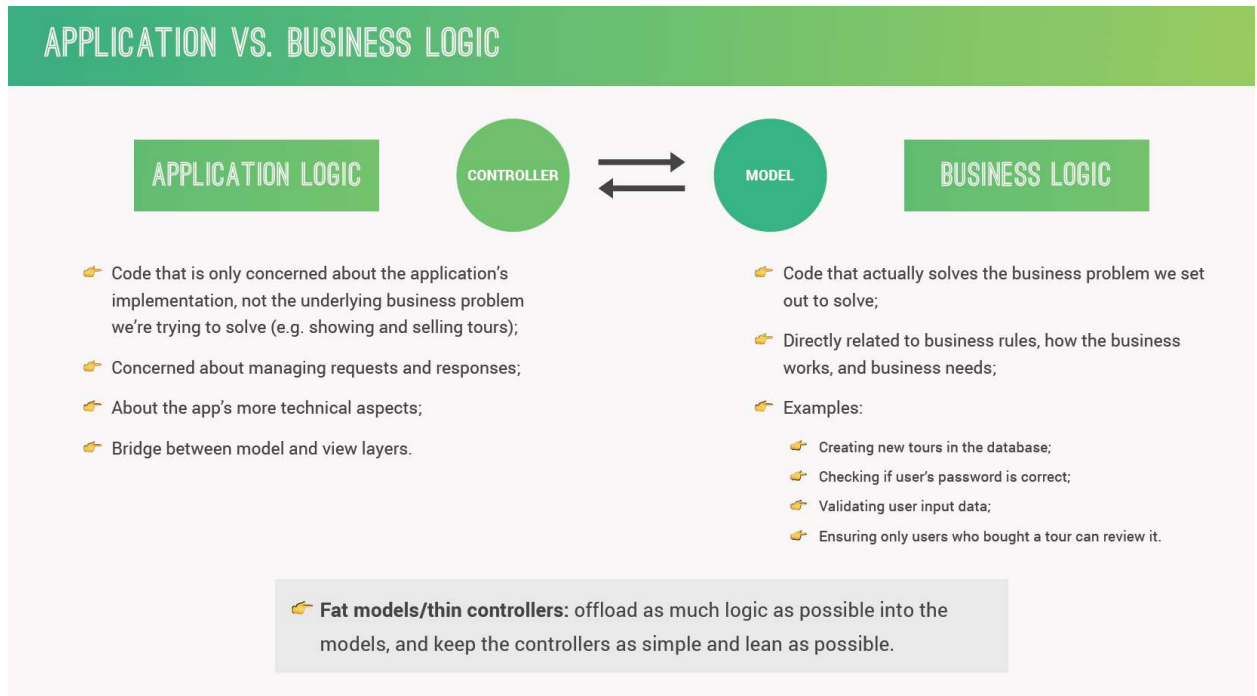 APPLICATION VS. BUSINESS LOGIC
APPLICATION LOGIC
CONTROLLER
MODEL
BUSINESS LOGIC
Code that is only concerned about the application's
implementation, not the underlying business problem
we're trying to solve (e.g. showing and selling tours);
Concerned about managing requests and responses;
About the app's more technical aspects;
Bridge between model and view layers.
Code that actually solves the business problem we set
out to solve;
Directly related to business rules, how the business
works, and business needs;
Examples:
Creating new tours in the database;
Checking if user's password is correct;
Validating user input data;
Ensuring only users who bought a tour can review it.
Fat models/thin controllers: offload as much logic as possible into the
models, and keep the controllers as simple and lean as possible.